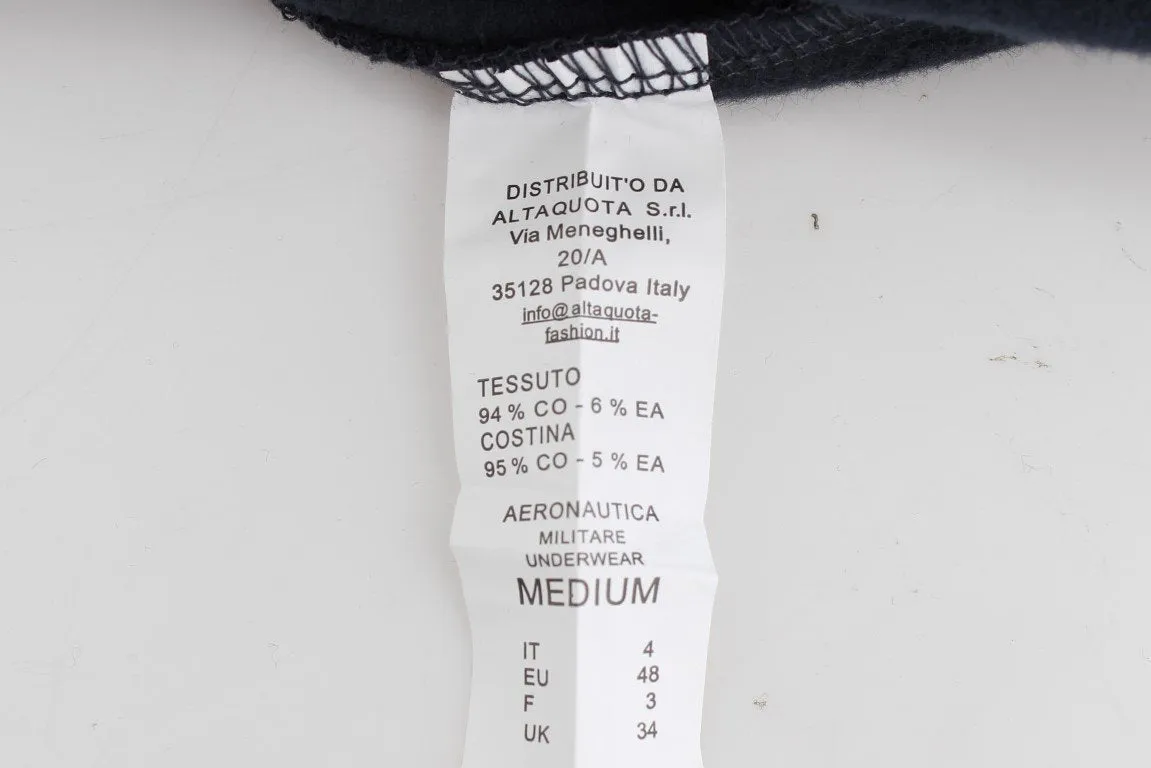 DISTRIBUIT'O DA
ALTAQUOTA S.r.l.
Via Meneghelli,
20/A
35128 Padova Italy
info@altaquota-
fashion.it
TESSUTO
94 % CO - 6 % EA
COSTINA
95 % CO - 5 % EA
AERONAUTICA
MILITARE
UNDERWEAR
MEDIUM
IT 4
EU 48
F 3
UK 34